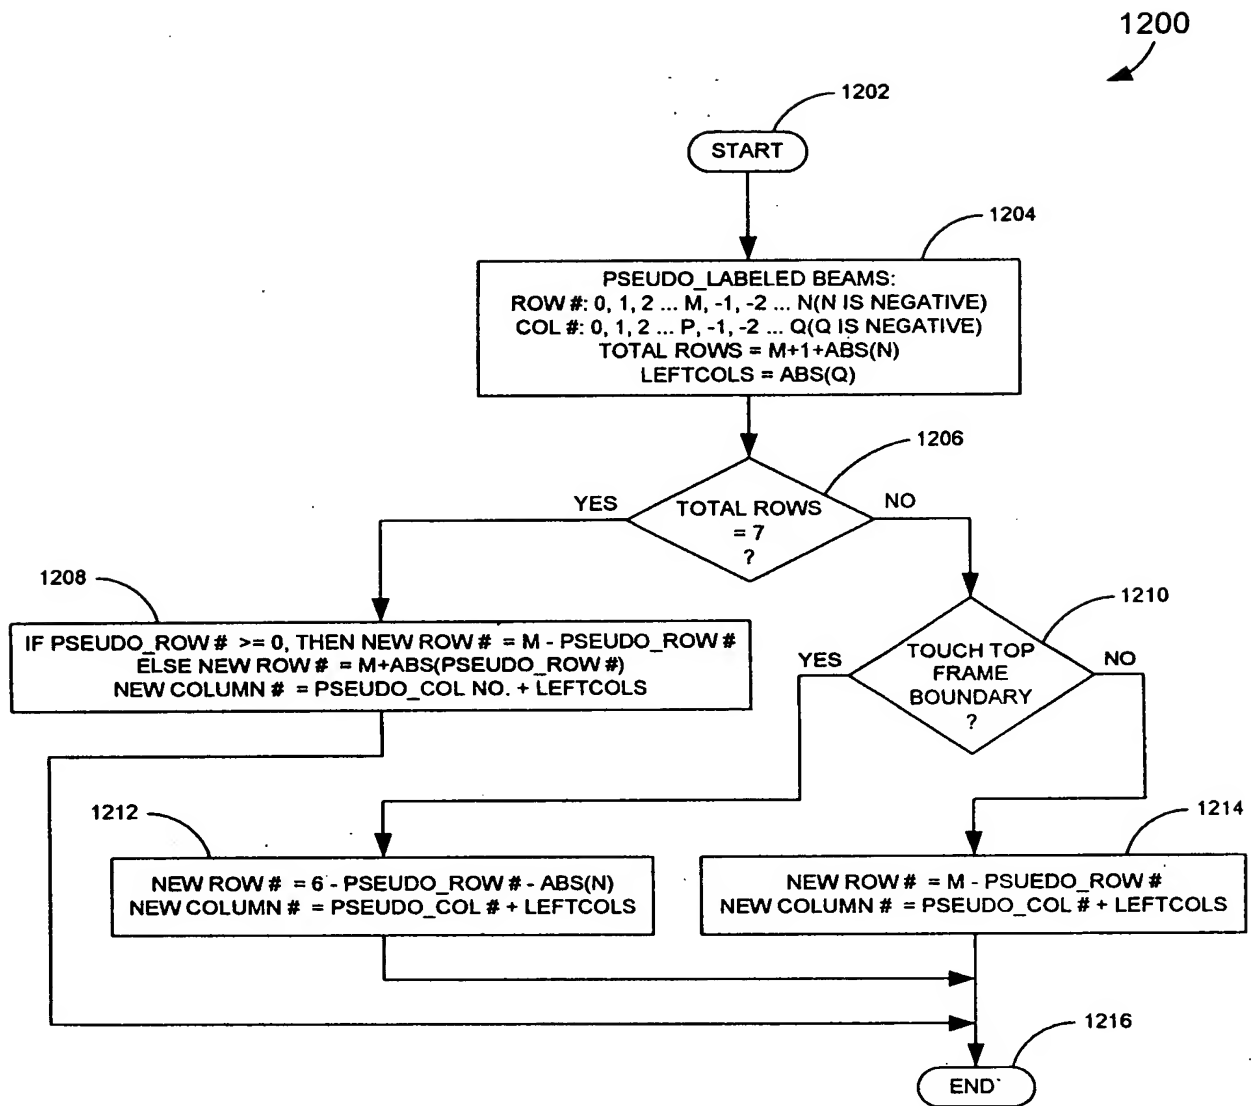 1200
1202
START
1204
PSEUDO_LABELED BEAMS:
ROW #: 0, 1, 2 ... M, -1, -2 ... N(N IS NEGATIVE)
COL #: 0, 1, 2 ... P, -1, -2 ... Q(Q IS NEGATIVE)
TOTAL ROWS = M+1+ABS(N)
LEFTCOLS = ABS(Q)
1206
YES
TOTAL ROWS
= 7
?
NO
1208
IF PSEUDO_ROW # >= 0, THEN NEW ROW # = M - PSEUDO_ROW #
ELSE NEW ROW # = M+ABS(PSEUDO_ROW #)
NEW COLUMN # = PSEUDO_COL NO. + LEFTCOLS
1210
YES
TOUCH TOP
FRAME
BOUNDARY
?
NO
1212
NEW ROW # = 6 - PSEUDO_ROW # - ABS(N)
NEW COLUMN # = PSEUDO_COL # + LEFTCOLS
1214
NEW ROW # = M - PSUEDO_ROW #
NEW COLUMN # = PSEUDO_COL # + LEFTCOLS
1216
END